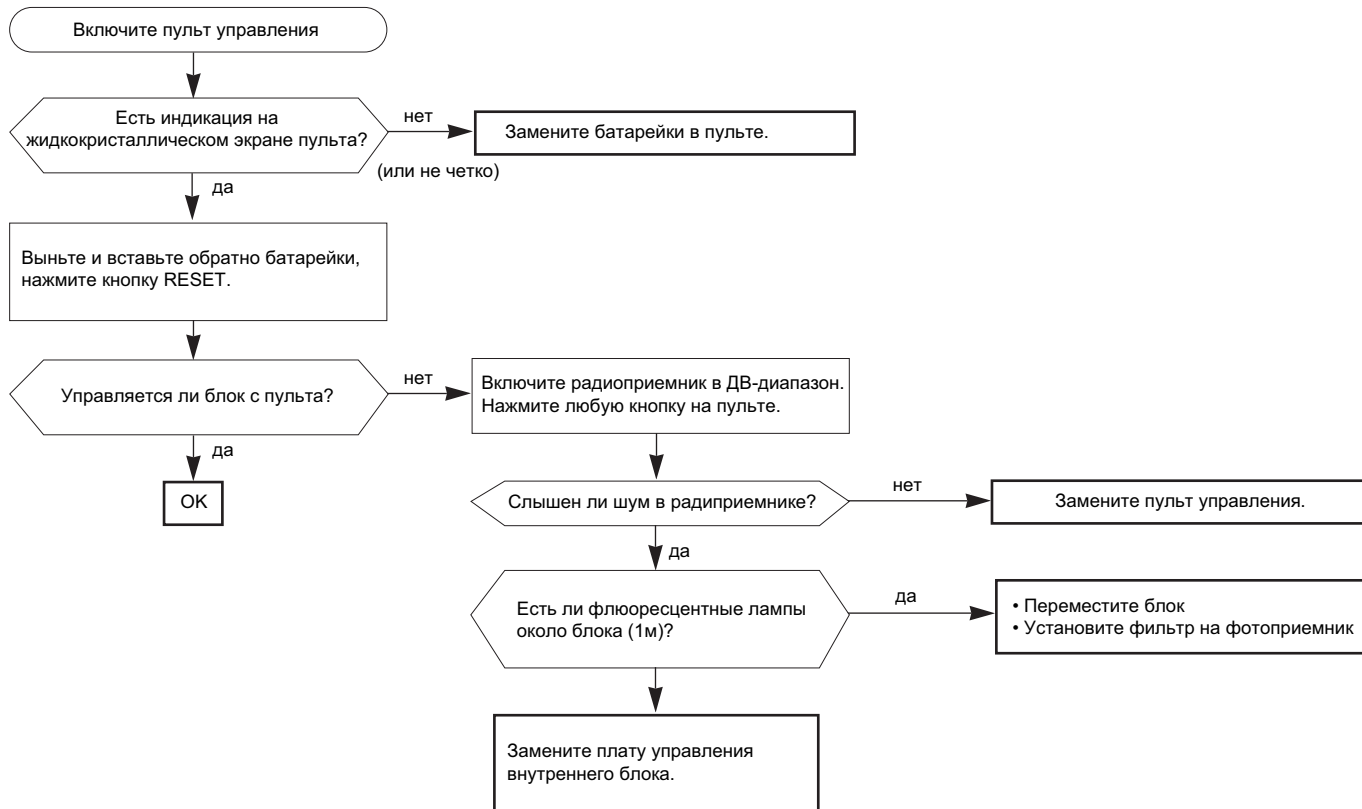 Включите пульт управления
Есть индикация на
жидкокристаллическом экране пульта?
нет
Замените батарейки в пульте.
(или не четко)
да
Выньте и вставьте обратно батарейки,
нажмите кнопку RESET.
Управляется ли блок с пульта?
нет
Включите радиоприемник в ДВ-диапазон.
Нажмите любую кнопку на пульте.
да
OK
Слышен ли шум в радиприемнике?
нет
Замените пульт управления.
да
Есть ли флюоресцентные лампы
около блока (1м)?
да
• Переместите блок
• Установите фильтр на фотоприемник
Замените плату управления
внутреннего блока.